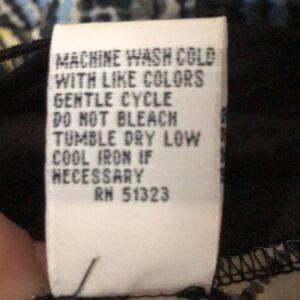 MACHINE WASH COLD
WITH LIKE COLORS
GENTLE CYCLE
DO NOT BLEACH
TUMBLE DRY LOW
COOL IRON IF
NECESSARY
RN 51323